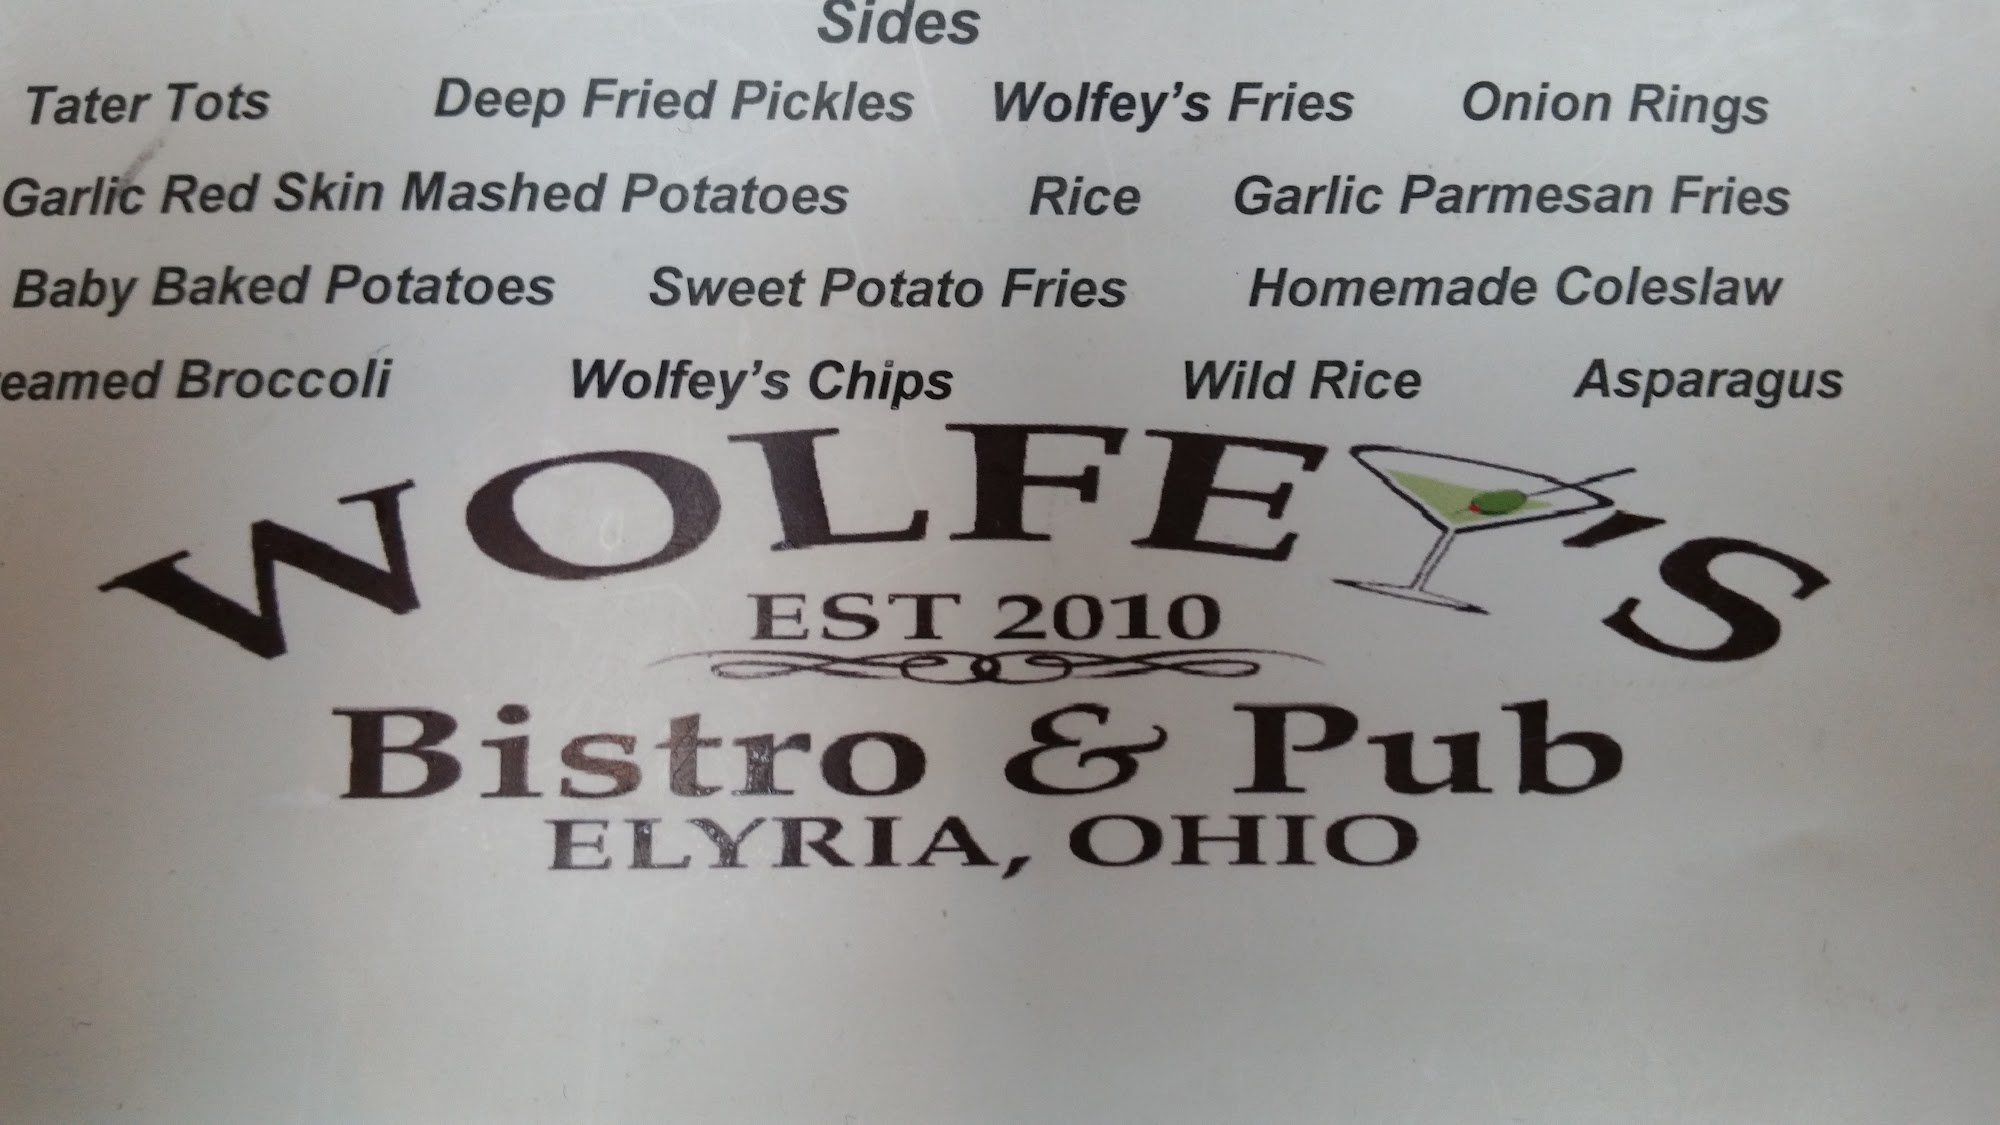 Sides
Tater Tots Deep Fried Pickles Wolfey's Fries Onion Rings
Garlic Red Skin Mashed Potatoes Rice Garlic Parmesan Fries
Baby Baked Potatoes Sweet Potato Fries Homemade Coleslaw
Broccoli Wolfey's Chips Wild Rice Asparagus
WOLFEY'S
EST 2010
Bistro & Pub
ELYRIA, OHIO